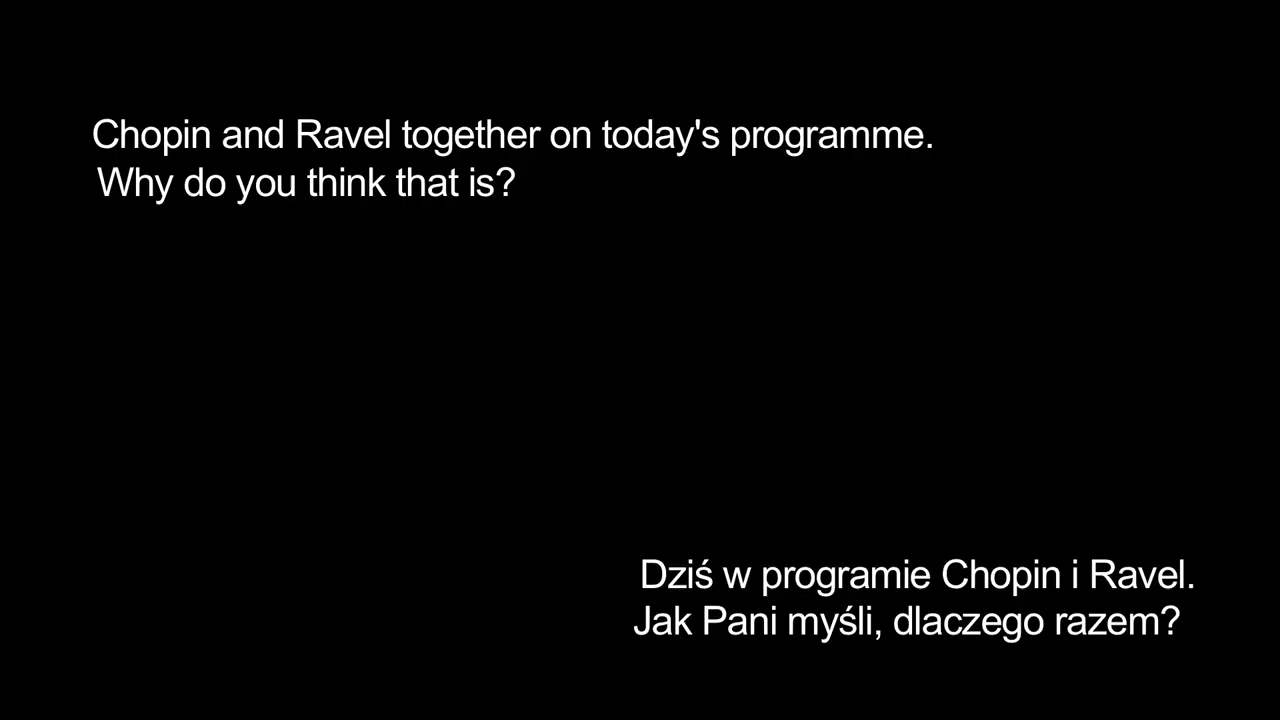 Chopin and Ravel together on today's programme.
Why do you think that is?
Dziś w programie Chopin i Ravel.
Jak Pani myśli, dlaczego razem?